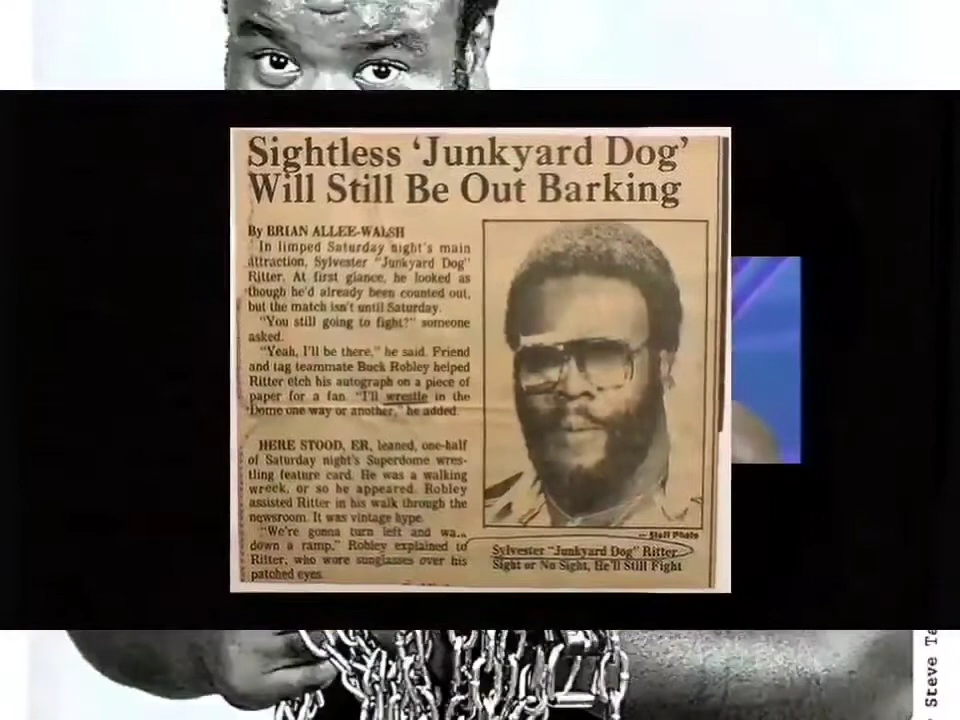 Sightless 'Junkyard Dog'
Will Still Be Out Barking
By BRIAN ALLEE-WALSH
In limped Saturday night's main
attraction, Sylvester "Junkyard Dog"
Ritter. At first glance, he looked as
though he'd already been counted out,
but the match isn't until Saturday.
"You still going to fight?" someone
asked.
"Yeah, I'll be there," he said. Friend
and tag teammate Buck Robley helped
Ritter etch his autograph on a piece of
paper for a fan. "I'll wrestle in the
Dome one way or another," he added.
HERE STOOD, ER, leaned, one-half
of Saturday night's Superdome wres-
tling feature card. He was a walking
wreck, or so he appeared. Robley
assisted Ritter in his walk through the
newsroom. It was vintage hype.
"We're gonna turn left and
down a ramp," Robley explained to
Ritter, who wore sunglasses over his
patched eyes.
— Staff Photo
Sylvester "Junkyard Dog" Ritter
Sight or No Sight, He'll Still Fight
Steve